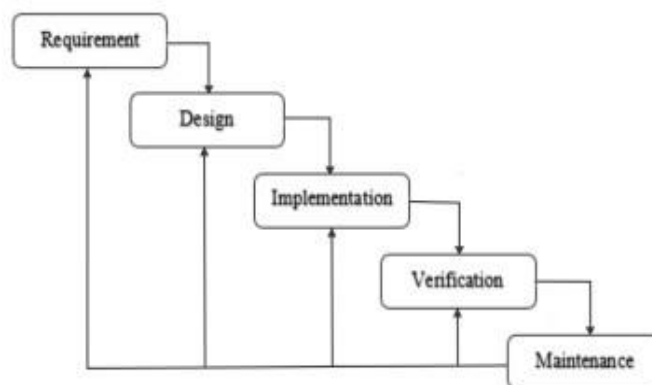 Requirement
Design
Implementation
Verification
Maintenance